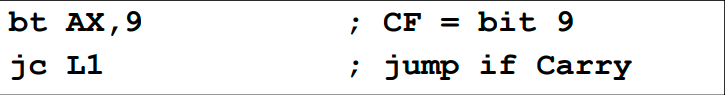 bt AX,9 ; CF = bit 9
jc L1 ; jump if Carry